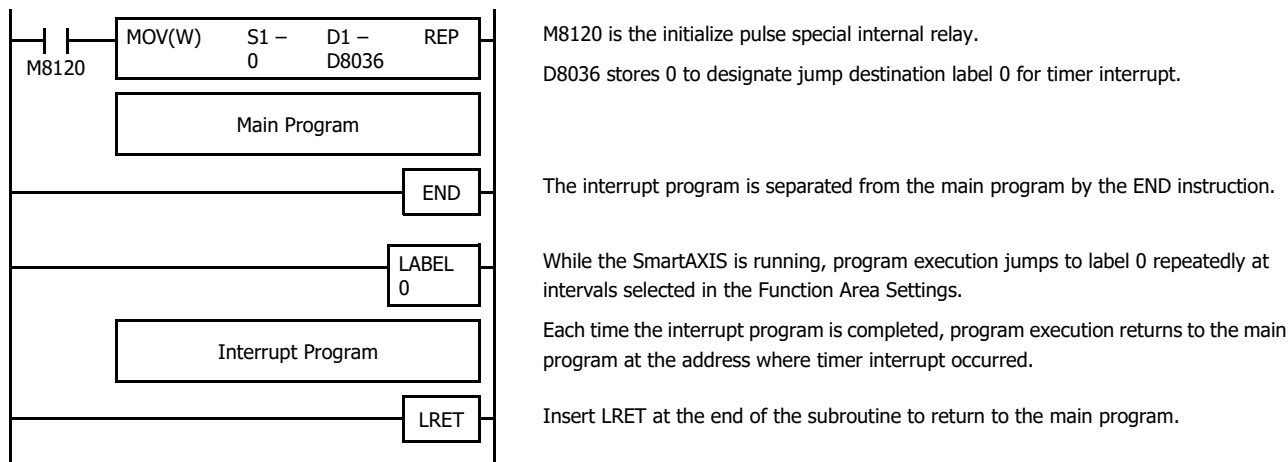 MOV(W) S1 – D1 – REP
0 D8036
M8120
M8120 is the initialize pulse special internal relay.
D8036 stores 0 to designate jump destination label 0 for timer interrupt.
Main Program
END
The interrupt program is separated from the main program by the END instruction.
LABEL
0
While the SmartAXIS is running, program execution jumps to label 0 repeatedly at
intervals selected in the Function Area Settings.
Interrupt Program
Each time the interrupt program is completed, program execution returns to the main
program at the address where timer interrupt occurred.
LRET
Insert LRET at the end of the subroutine to return to the main program.